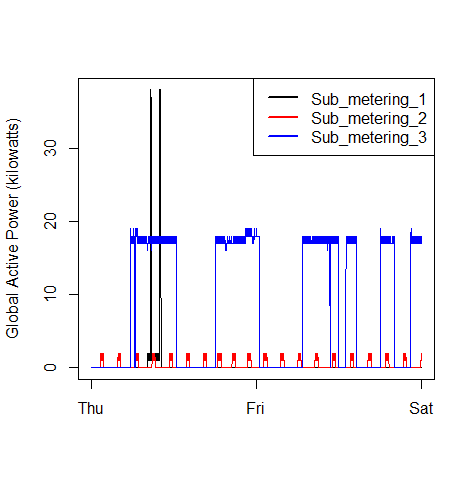 Sub_metering_1
Sub_metering_2
Sub_metering_3
Global Active Power (kilowatts)
30
20
10
0
Thu Fri Sat